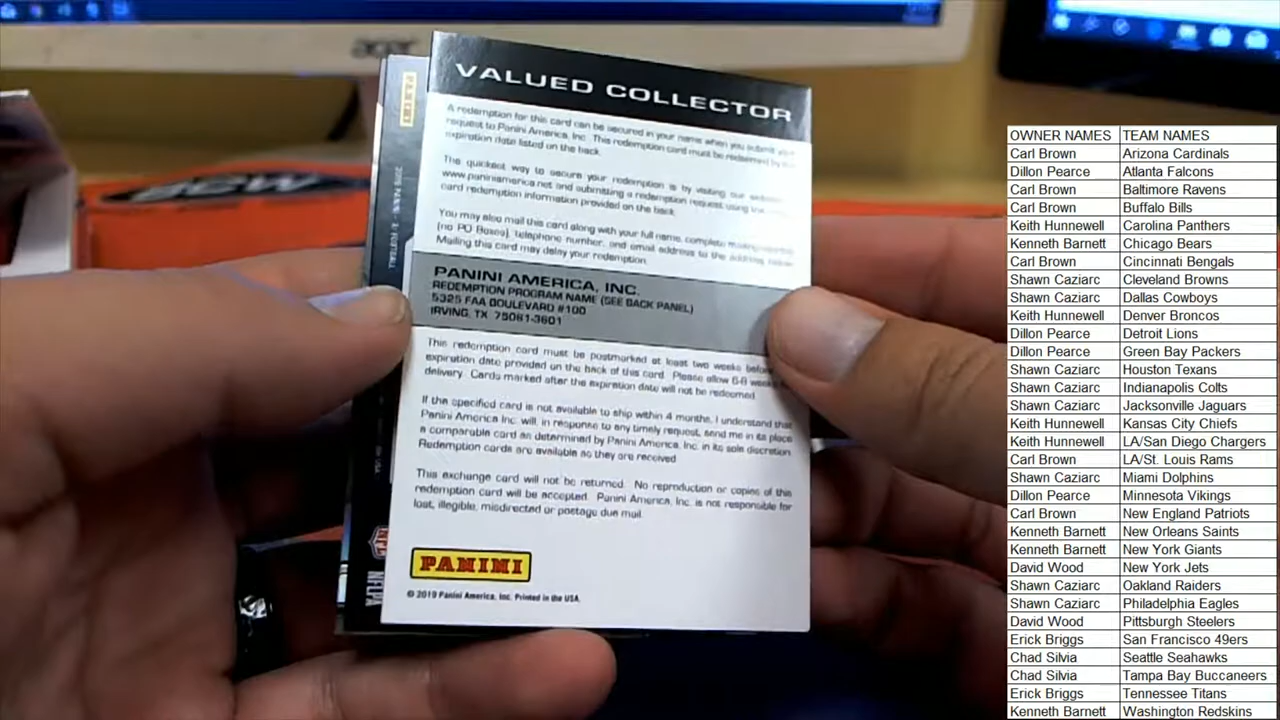 acer
VALUED COLLECTOR
A redemption for this card can be secured in your name when you submit your
request to Panini America, Inc. This redemption card must be redeemed by the
expiration date listed on the back.
The quickest way to secure your redemption is by visiting our website
www.paniniamerica.net and submitting a redemption request using the
card redemption information provided on the back.
You may also mail this card along with your full name, complete mailing address
(no PO Boxes), telephone number, and email address to the address below.
Mailing this card may delay your redemption.
PANINI AMERICA, INC.
REDEMPTION PROGRAM NAME (SEE BACK PANEL)
5325 FAA BOULEVARD #100
IRVING, TX 75061-3601
This redemption card must be postmarked at least two weeks before
expiration date provided on the back of this card. Please allow 6-8 weeks
delivery. Cards marked after the expiration date will not be redeemed.
If the specified card is not available to ship within 4 months, I understand that
Panini America Inc. will, in response to any timely request, send me in its place
a comparable card as determined by Panini America, Inc. in its sole discretion
Redemption cards are available as they are received
This exchange card will not be returned. No reproduction or copies of this
redemption card will be accepted. Panini America, Inc. is not responsible for
lost, illegible, misdirected or postage due mail.
PANINI
© 2019 Panini America, Inc. Printed in the USA.
PANINI
NFL
NFLPA
OWNER NAMES TEAM NAMES
Carl Brown Arizona Cardinals
Dillon Pearce Atlanta Falcons
Carl Brown Baltimore Ravens
Carl Brown Buffalo Bills
Keith Hunnewell Carolina Panthers
Kenneth Barnett Chicago Bears
Carl Brown Cincinnati Bengals
Shawn Caziarc Cleveland Browns
Shawn Caziarc Dallas Cowboys
Keith Hunnewell Denver Broncos
Dillon Pearce Detroit Lions
Dillon Pearce Green Bay Packers
Shawn Caziarc Houston Texans
Shawn Caziarc Indianapolis Colts
Shawn Caziarc Jacksonville Jaguars
Keith Hunnewell Kansas City Chiefs
Keith Hunnewell LA/San Diego Chargers
Carl Brown LA/St. Louis Rams
Shawn Caziarc Miami Dolphins
Dillon Pearce Minnesota Vikings
Carl Brown New England Patriots
Kenneth Barnett New Orleans Saints
Kenneth Barnett New York Giants
David Wood New York Jets
Shawn Caziarc Oakland Raiders
Shawn Caziarc Philadelphia Eagles
David Wood Pittsburgh Steelers
Erick Briggs San Francisco 49ers
Chad Silvia Seattle Seahawks
Chad Silvia Tampa Bay Buccaneers
Erick Briggs Tennessee Titans
Kenneth Barnett Washington Redskins